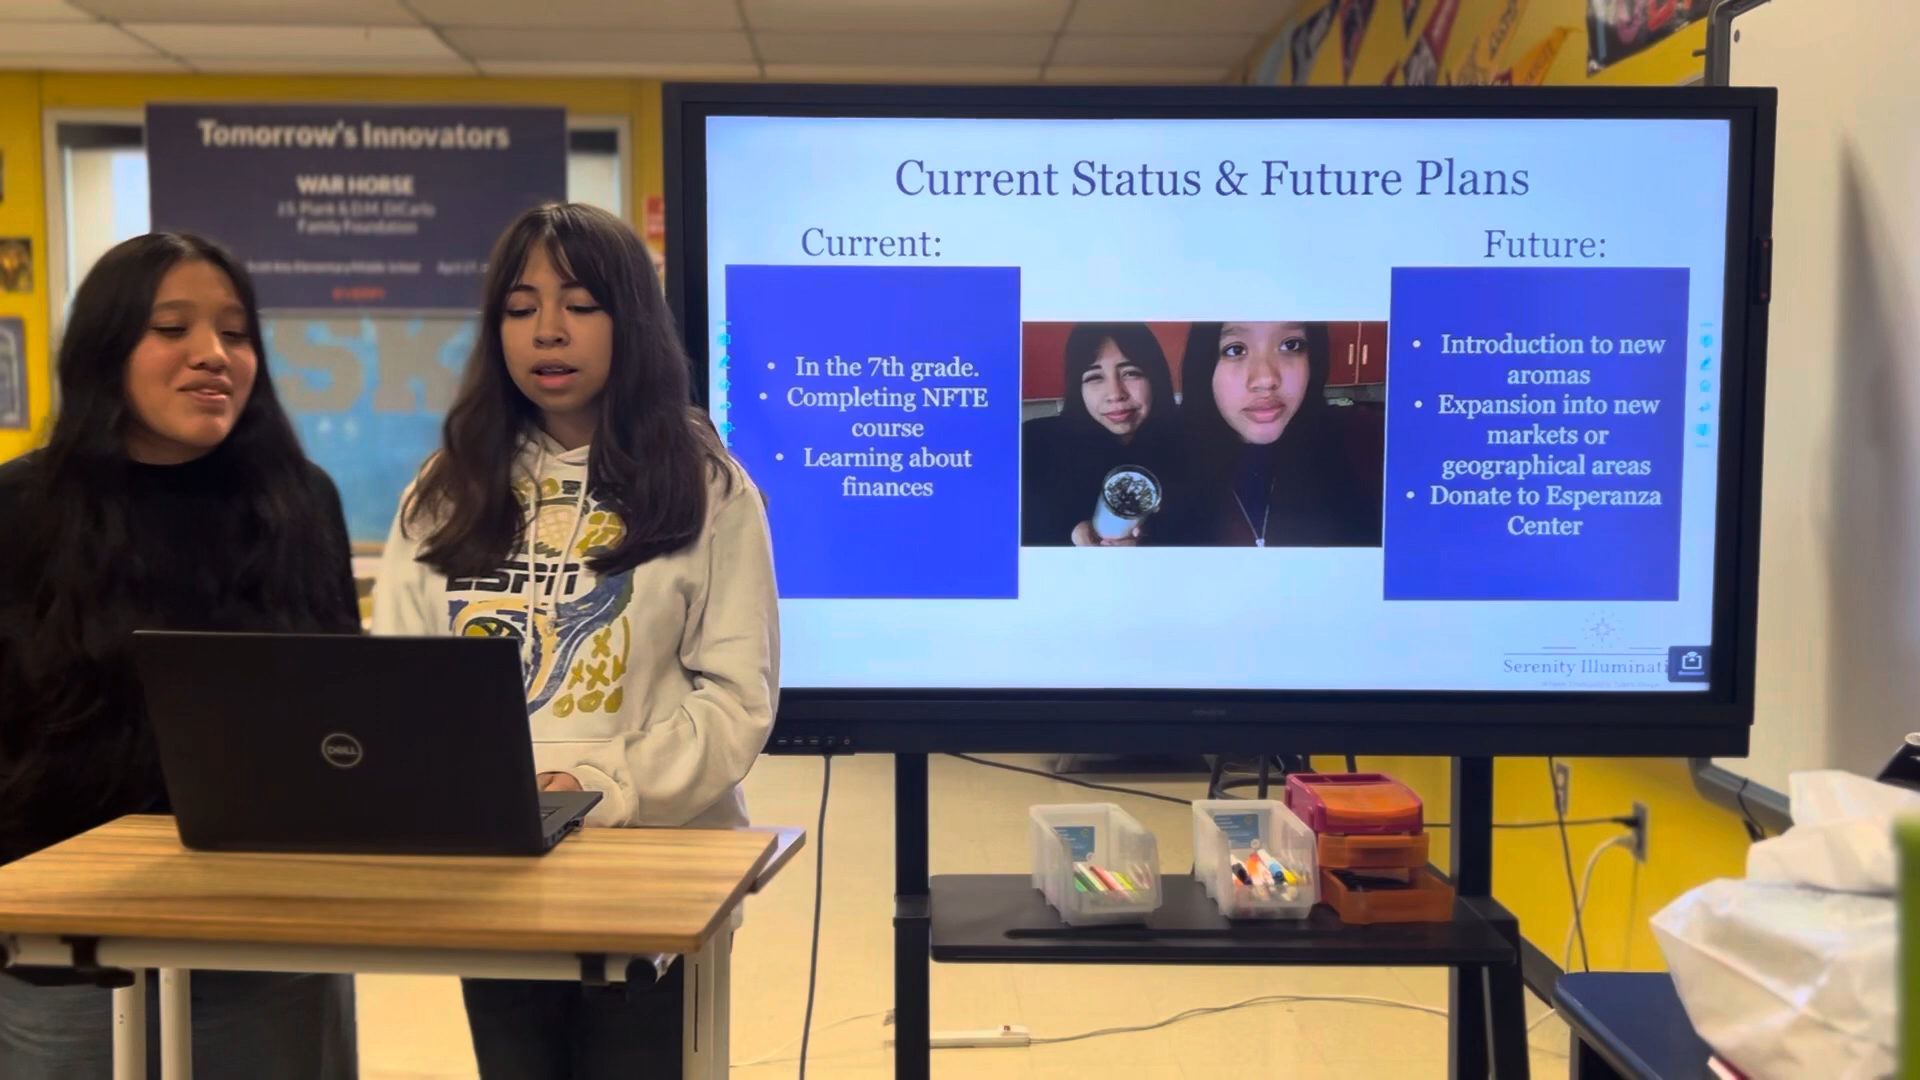 Tomorrow's Innovators
WAR HORSE
J.S. Plank & D.M. DiCarlo
Family Foundation
Current Status & Future Plans
Current:
• In the 7th grade.
• Completing NFTE
course
• Learning about
finances
Future:
• Introduction to new
aromas
• Expansion into new
markets or
geographical areas
• Donate to Esperanza
Center
Serenity Illuminati
ESPN
DELL